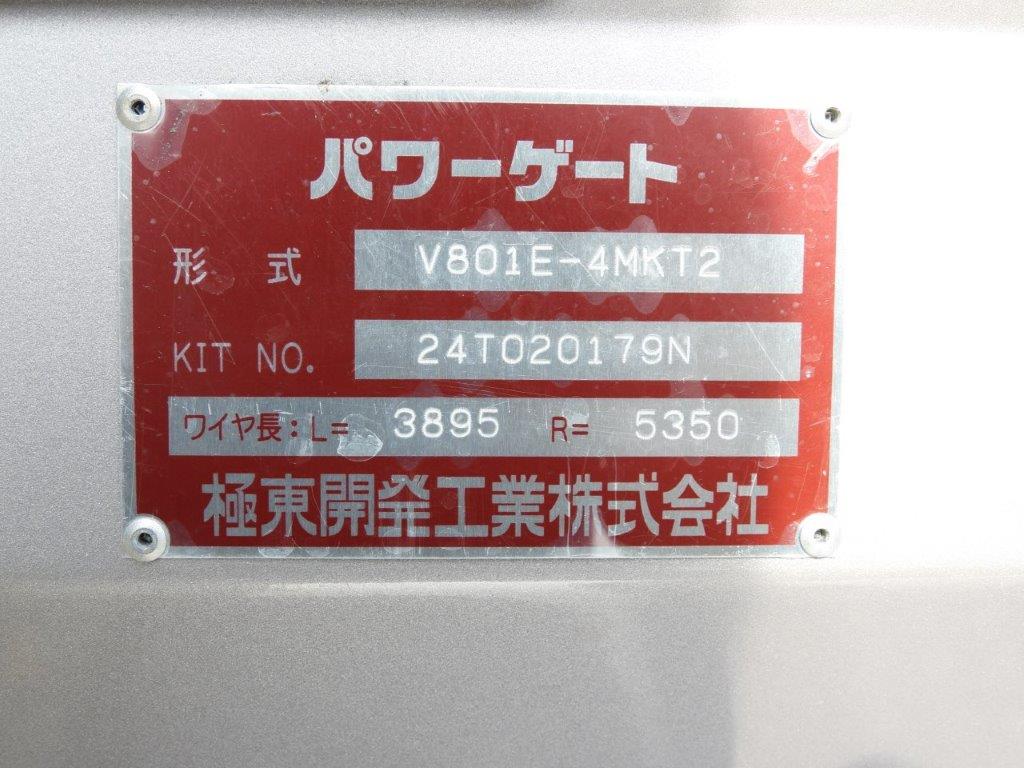 パワーゲート
形 式 V801E-4MKT2
KIT NO. 24T020179N
ワイヤ長：L= 3895 R= 5350
極東開発工業株式会社